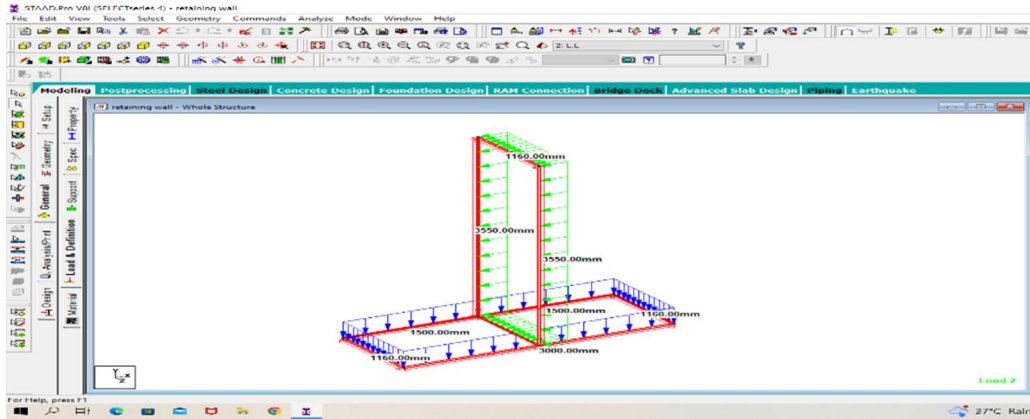 STAAD.Pro V8i (SELECTseries 4) - retaining wall
File Edit View Tools Select Geometry Commands Analyze Mode Window Help
2: L.L
Modeling Postprocessing Steel Design Concrete Design Foundation Design RAM Connection Bridge Deck Advanced Slab Design Piping Earthquake
retaining wall - Whole Structure
Setup
Geometry
General
Analysis/Print
Design
Property
Spec
Support
Load & Definition
Material
1160.00mm
3550.00mm
3550.00mm
1500.00mm
1160.00mm
1500.00mm
1160.00mm
3000.00mm
Y
X
Z
Load 2
For Help, press F1
37°C Rain